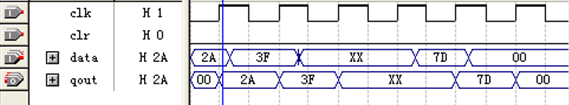 clk H 1
clr H 0
data H 2A 2A 3F XX 7D 00
qout H 2A 00 2A 3F XX 7D 00